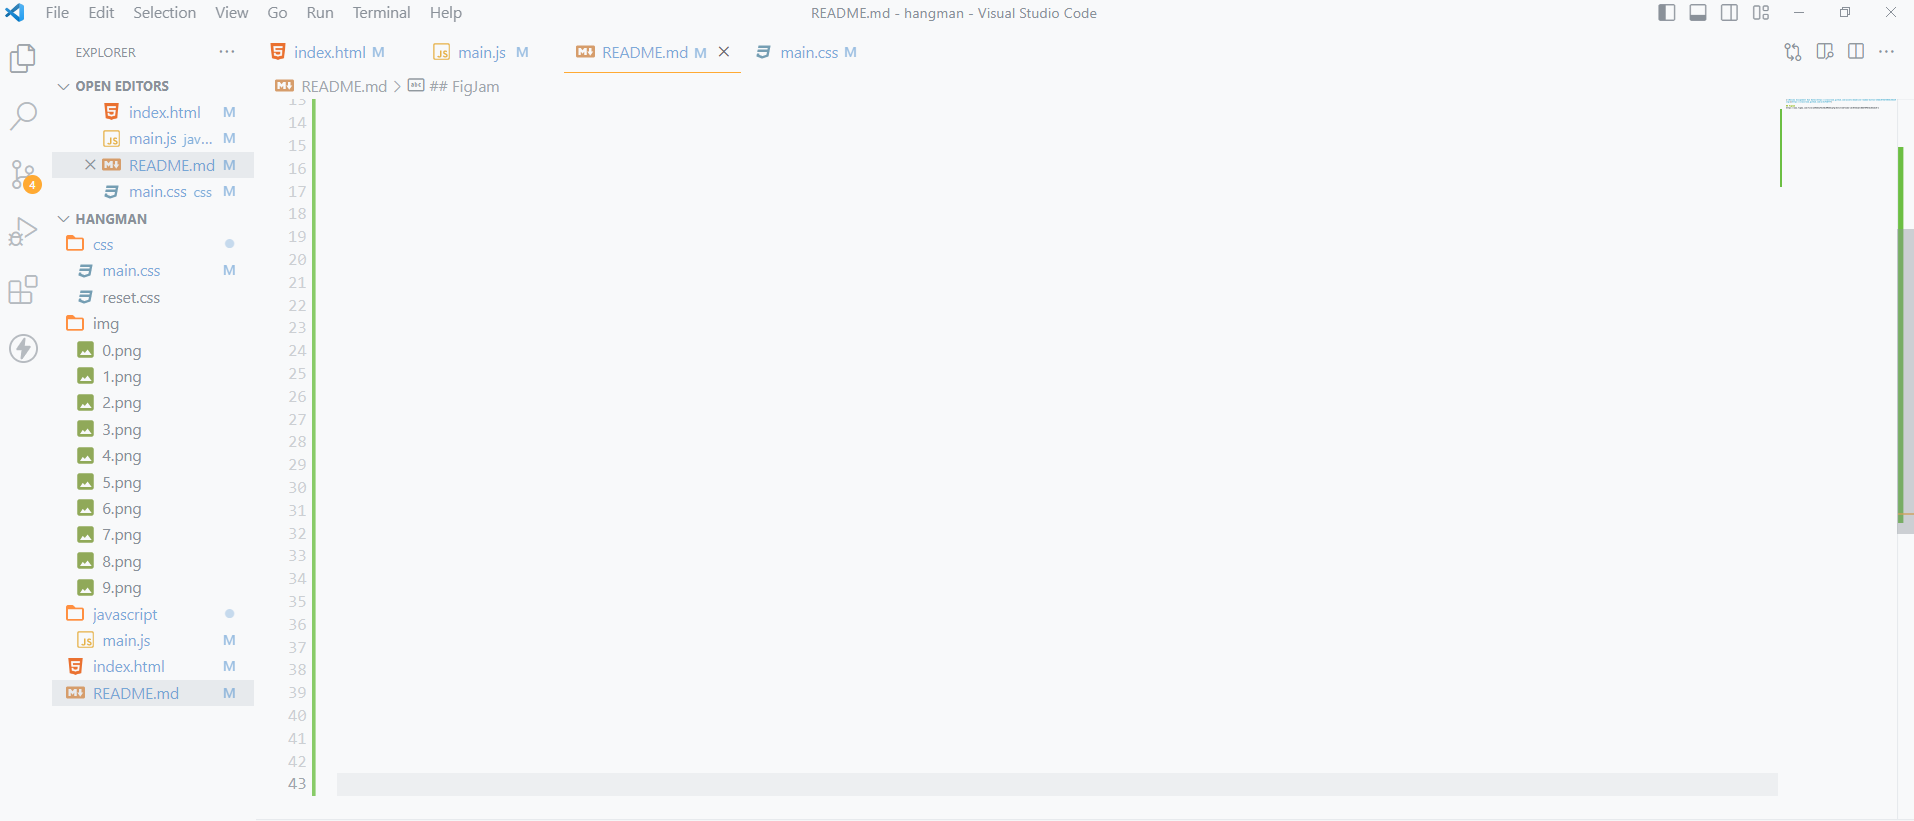 File Edit Selection View Go Run Terminal Help README.md - hangman - Visual Studio Code
EXPLORER ···
OPEN EDITORS
index.html M
main.js jav... M
README.md M
main.css css M
HANGMAN
css
main.css M
reset.css
img
0.png
1.png
2.png
3.png
4.png
5.png
6.png
7.png
8.png
9.png
javascript
JS main.js M
index.html M
README.md M
4
index.html M JS main.js M README.md M main.css M
README.md > abc ## FigJam
13
14
15
16
17
18
19
20
21
22
23
24
25
26
27
28
29
30
31
32
33
34
35
36
37
38
39
40
41
42
43